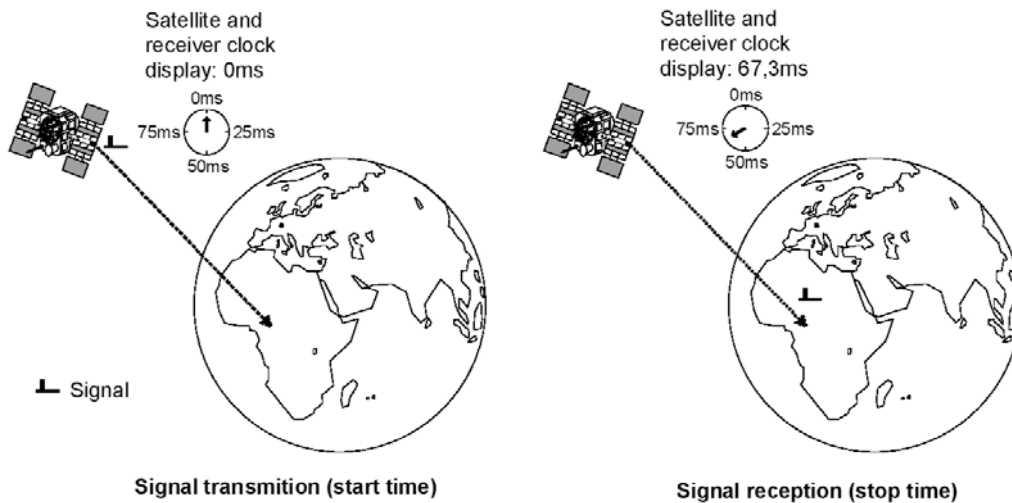 Satellite and
receiver clock
display: 0ms
0ms
75ms
25ms
50ms
Signal
Signal transmition (start time)
Satellite and
receiver clock
display: 67,3ms
0ms
75ms
25ms
50ms
Signal reception (stop time)